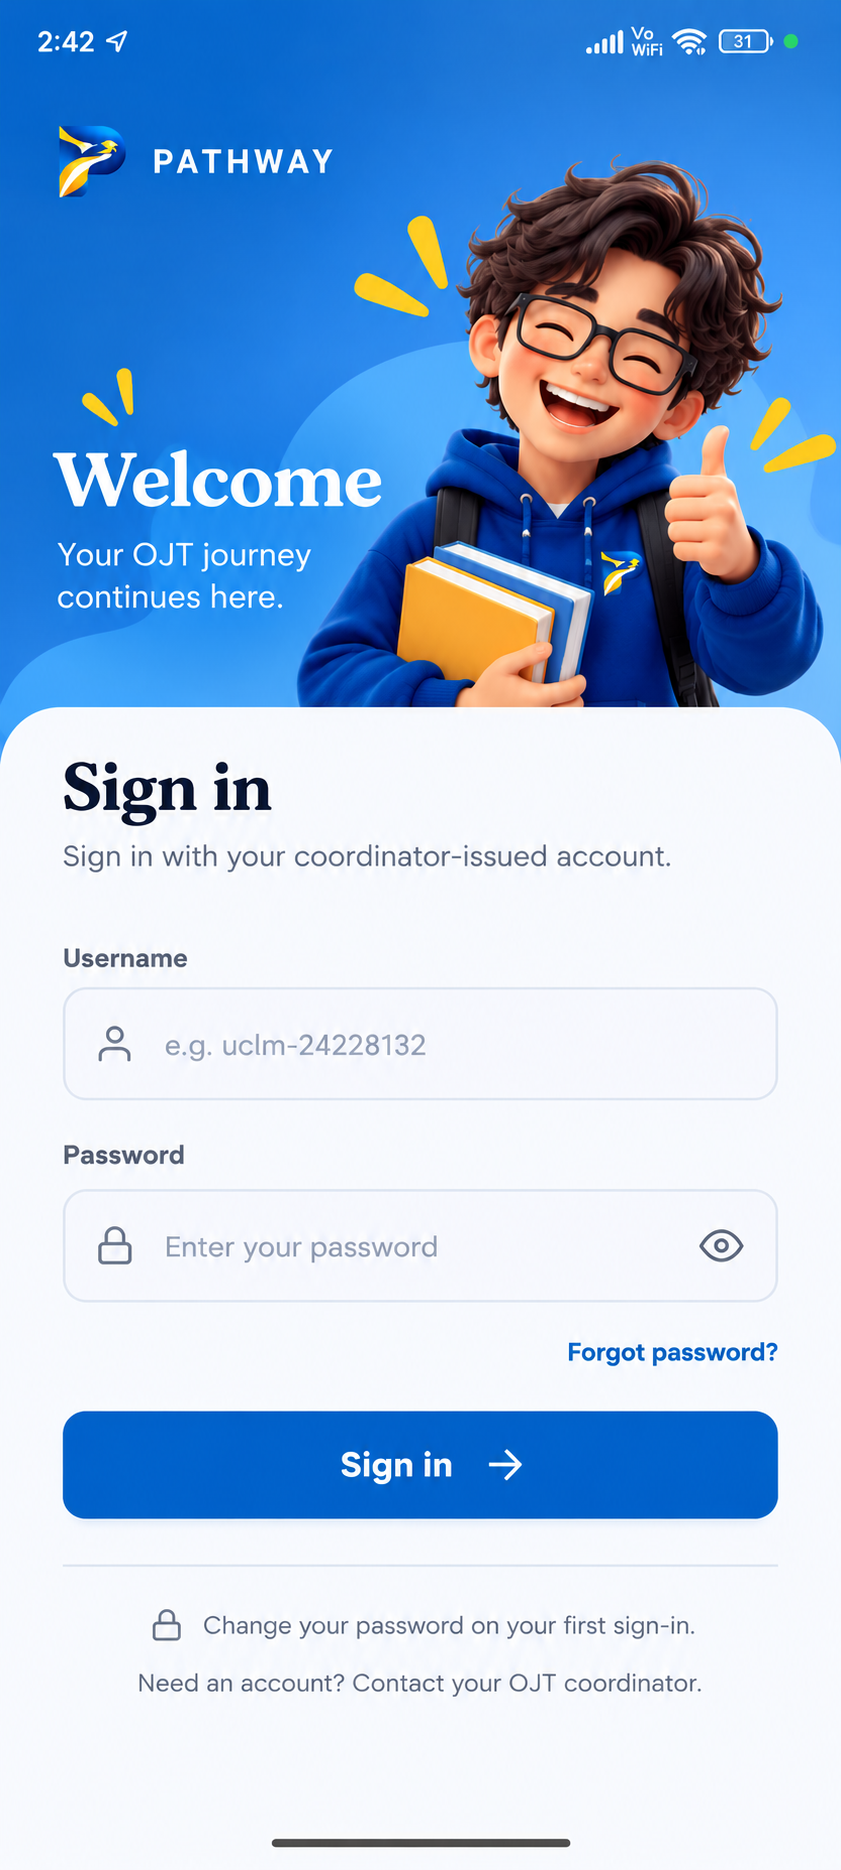 2:42
Vo
WiFi
31
PATHWAY
Welcome
Your OJT journey
continues here.
Sign in
Sign in with your coordinator-issued account.
Username
e.g. uclm-24228132
Password
Enter your password
Forgot password?
Sign in →
Change your password on your first sign-in.
Need an account? Contact your OJT coordinator.